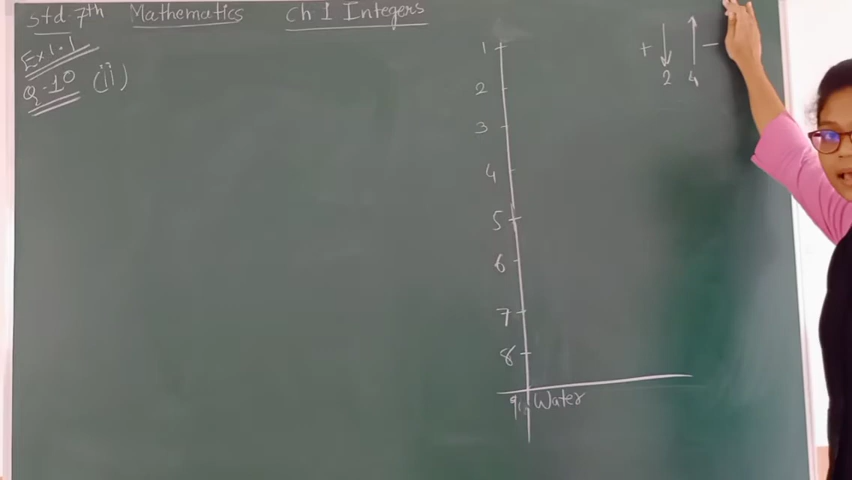 std.7th Mathematics Ch 1 Integers
Ex 1.1
Q.10 (ii)
+ -
2 4
1
2
3
4
5
6
7
8
9 Water